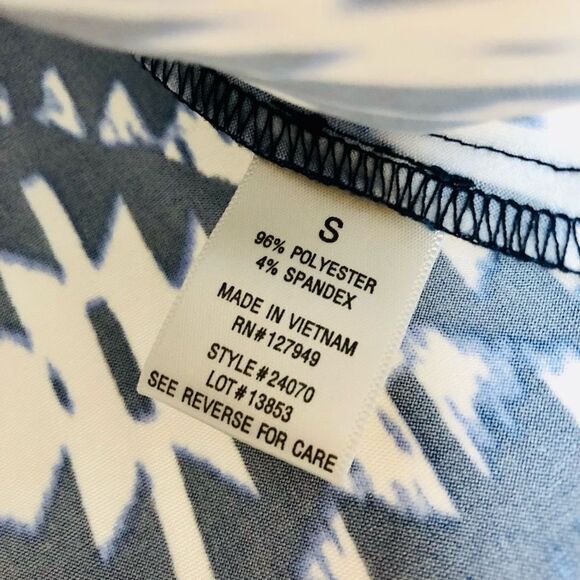 S
96% POLYESTER
4% SPANDEX
MADE IN VIETNAM
RN#127949
STYLE#24070
LOT#13853
SEE REVERSE FOR CARE